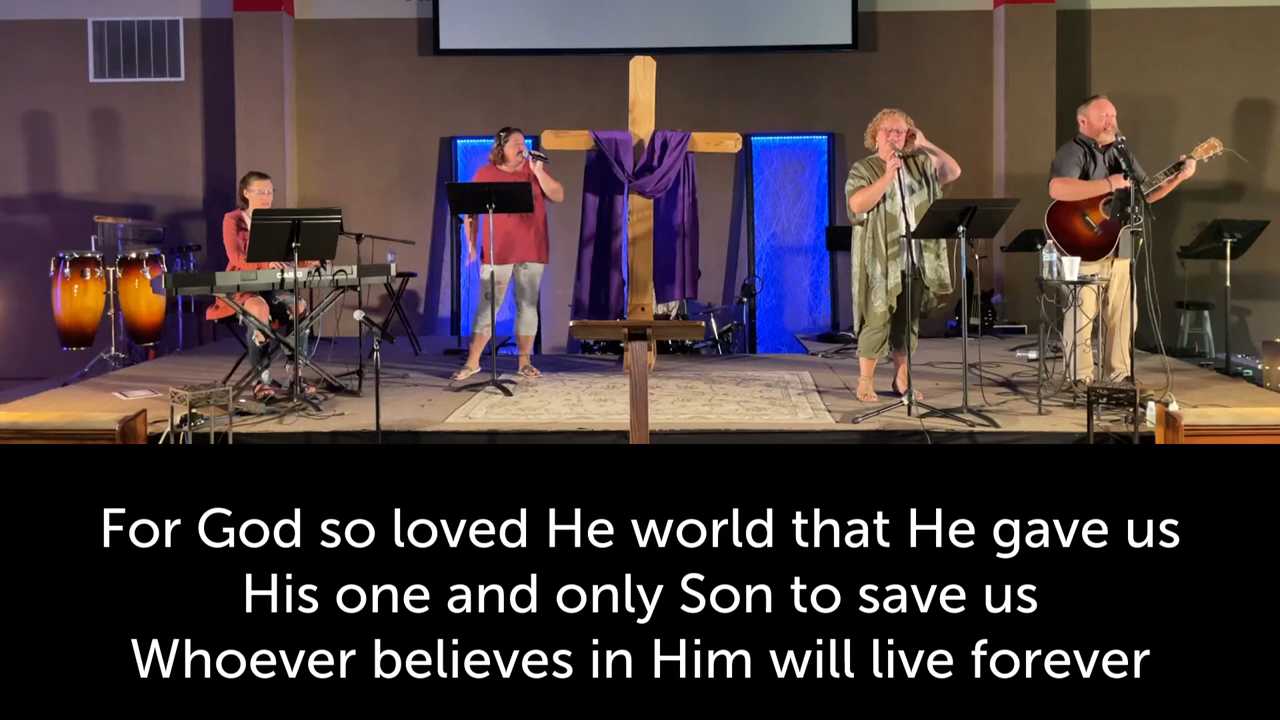 CASIO
For God so loved He world that He gave us
His one and only Son to save us
Whoever believes in Him will live forever